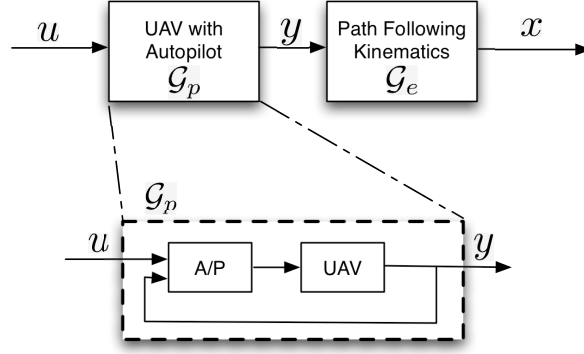 u
UAV with
Autopilot
𝒢ₚ
y
Path Following
Kinematics
𝒢ₑ
x
𝒢ₚ
u
A/P
UAV
y